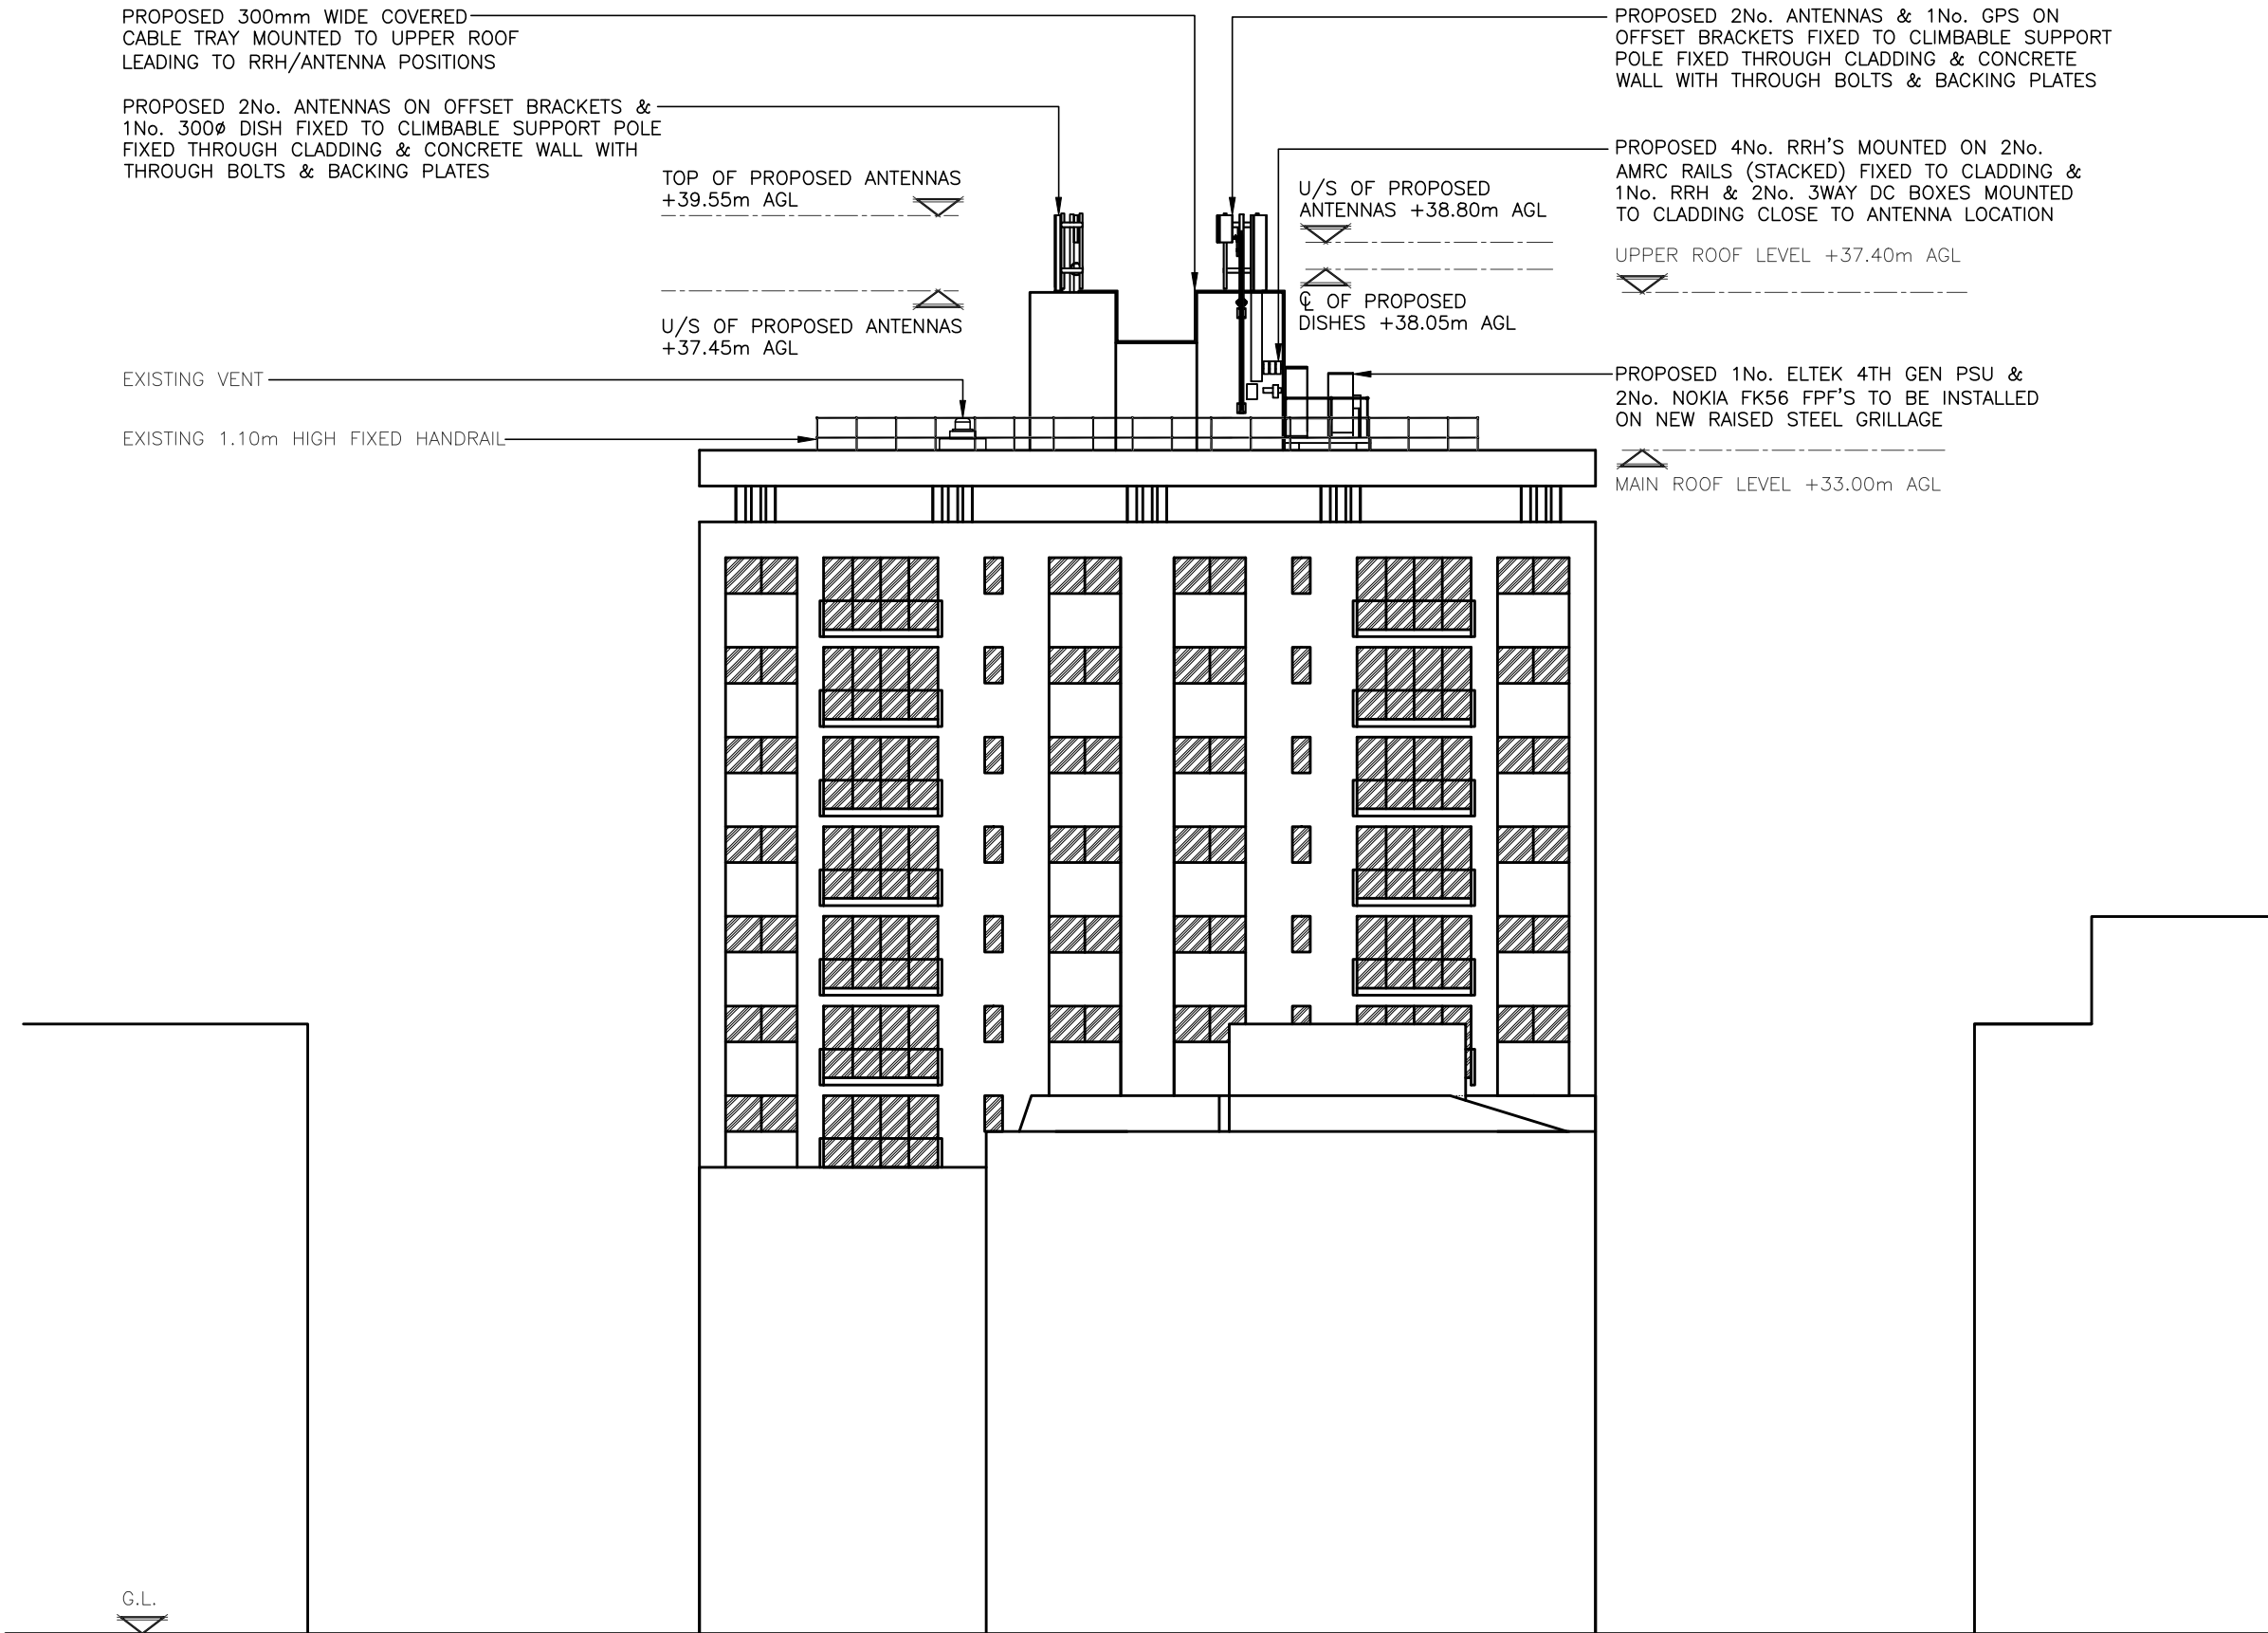 PROPOSED 300mm WIDE COVERED
CABLE TRAY MOUNTED TO UPPER ROOF
LEADING TO RRH/ANTENNA POSITIONS
PROPOSED 2No. ANTENNAS ON OFFSET BRACKETS &
1No. 300ø DISH FIXED TO CLIMBABLE SUPPORT POLE
FIXED THROUGH CLADDING & CONCRETE WALL WITH
THROUGH BOLTS & BACKING PLATES
TOP OF PROPOSED ANTENNAS
+39.55m AGL
U/S OF PROPOSED ANTENNAS
+37.45m AGL
EXISTING VENT
EXISTING 1.10m HIGH FIXED HANDRAIL
U/S OF PROPOSED
ANTENNAS +38.80m AGL
℄ OF PROPOSED
DISHES +38.05m AGL
PROPOSED 2No. ANTENNAS & 1No. GPS ON
OFFSET BRACKETS FIXED TO CLIMBABLE SUPPORT
POLE FIXED THROUGH CLADDING & CONCRETE
WALL WITH THROUGH BOLTS & BACKING PLATES
PROPOSED 4No. RRH'S MOUNTED ON 2No.
AMRC RAILS (STACKED) FIXED TO CLADDING &
1No. RRH & 2No. 3WAY DC BOXES MOUNTED
TO CLADDING CLOSE TO ANTENNA LOCATION
UPPER ROOF LEVEL +37.40m AGL
PROPOSED 1No. ELTEK 4TH GEN PSU &
2No. NOKIA FK56 FPF'S TO BE INSTALLED
ON NEW RAISED STEEL GRILLAGE
MAIN ROOF LEVEL +33.00m AGL
G.L.